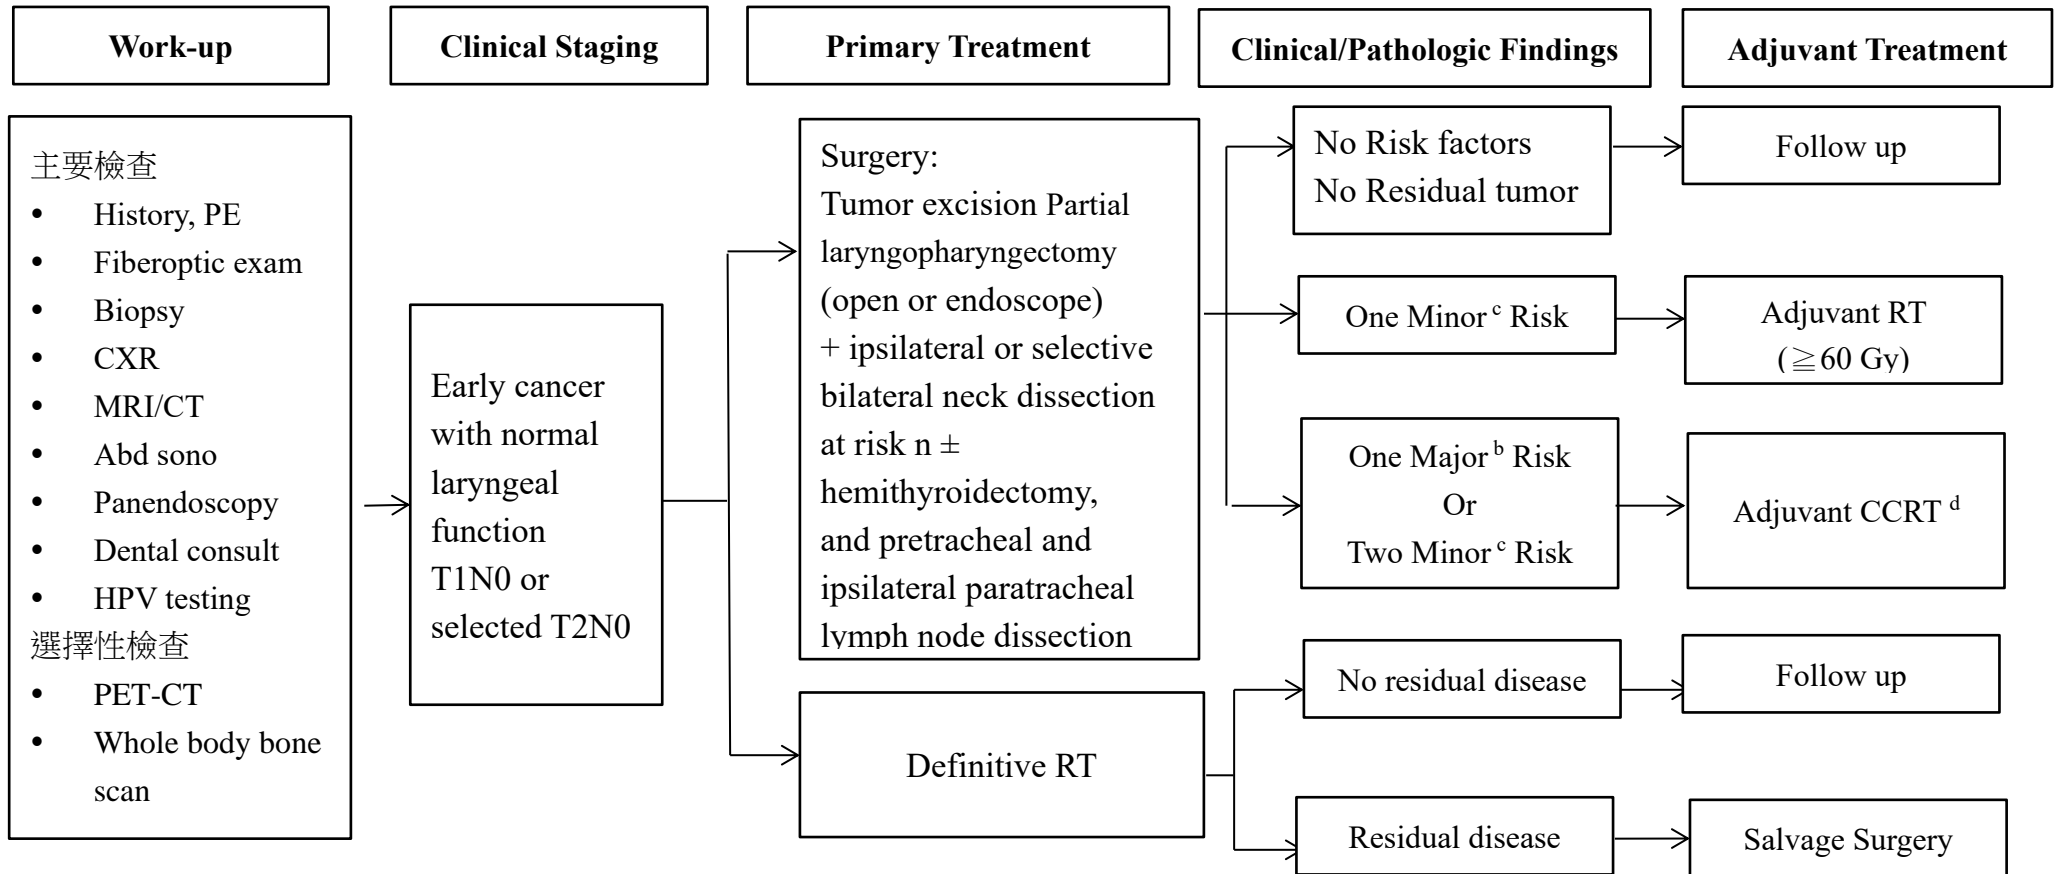 Work-up
Clinical Staging
Primary Treatment
Clinical/Pathologic Findings
Adjuvant Treatment
主要檢查
• History, PE
• Fiberoptic exam
• Biopsy
• CXR
• MRI/CT
• Abd sono
• Panendoscopy
• Dental consult
• HPV testing
選擇性檢查
• PET-CT
• Whole body bone
scan
Early cancer
with normal
laryngeal
function
T1N0 or
selected T2N0
Surgery:
Tumor excision Partial
laryngopharyngectomy
(open or endoscope)
+ ipsilateral or selective
bilateral neck dissection
at risk n ±
hemithyroidectomy,
and pretracheal and
ipsilateral paratracheal
lymph node dissection
Definitive RT
No Risk factors
No Residual tumor
Follow up
One Minor c Risk
Adjuvant RT
(≧60 Gy)
One Major b Risk
Or
Two Minor c Risk
Adjuvant CCRT d
No residual disease
Follow up
Residual disease
Salvage Surgery